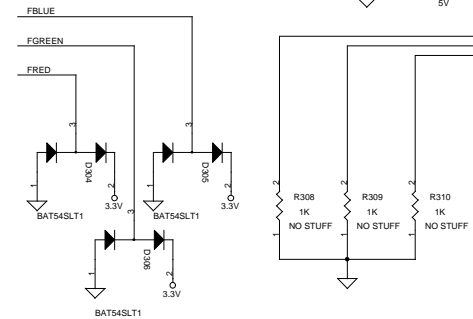 FBLUE
5V
FGREEN
FRED
3
3
D304
D305
1
2
1
2
3.3V
3.3V
BAT54SLT1
BAT54SLT1
3
D306
1
2
3.3V
BAT54SLT1
2
2
2
R308
R309
R310
1K
1K
1K
NO STUFF
NO STUFF
NO STUFF
1
1
1